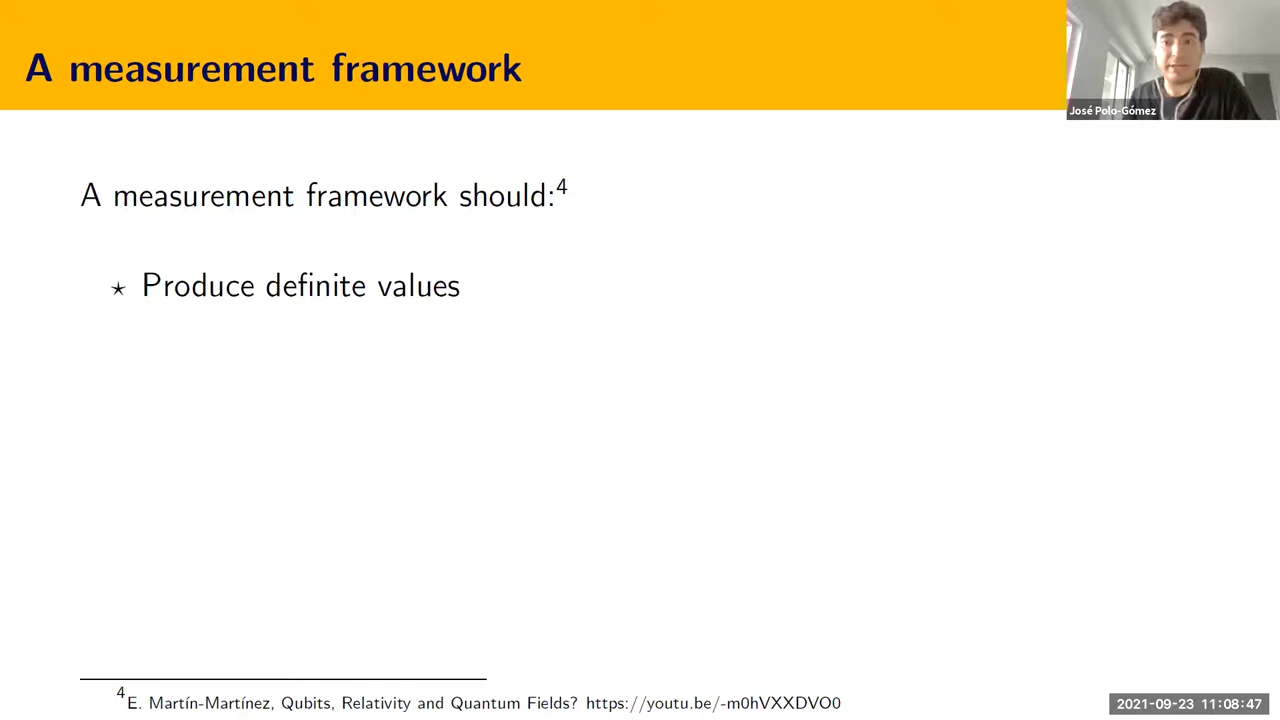 A measurement framework
José Polo-Gómez
A measurement framework should:⁴
⋆ Produce definite values
⁴E. Martín-Martínez, Qubits, Relativity and Quantum Fields? https://youtu.be/-m0hVXXDVO0
2021-09-23 11:08:47